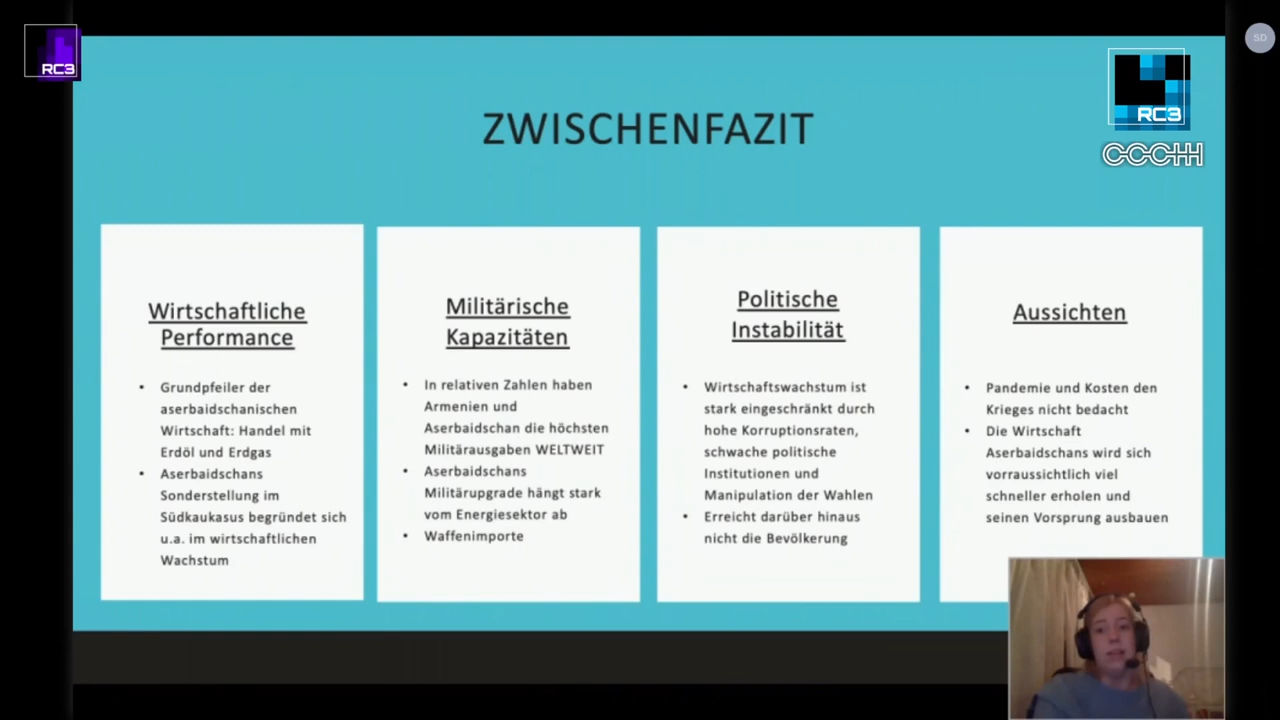 RC3
SD
RC3
CCCHH
ZWISCHENFAZIT
Wirtschaftliche
Performance
• Grundpfeiler der
aserbaidschanischen
Wirtschaft: Handel mit
Erdöl und Erdgas
• Aserbaidschans
Sonderstellung im
Südkaukasus begründet sich
u.a. im wirtschaftlichen
Wachstum
Militärische
Kapazitäten
• In relativen Zahlen haben
Armenien und
Aserbaidschan die höchsten
Militärausgaben WELTWEIT
• Aserbaidschans
Militärupgrade hängt stark
vom Energiesektor ab
• Waffenimporte
Politische
Instabilität
• Wirtschaftswachstum ist
stark eingeschränkt durch
hohe Korruptionsraten,
schwache politische
Institutionen und
Manipulation der Wahlen
• Erreicht darüber hinaus
nicht die Bevölkerung
Aussichten
• Pandemie und Kosten den
Krieges nicht bedacht
• Die Wirtschaft
Aserbaidschans wird sich
vorraussichtlich viel
schneller erholen und
seinen Vorsprung ausbauen